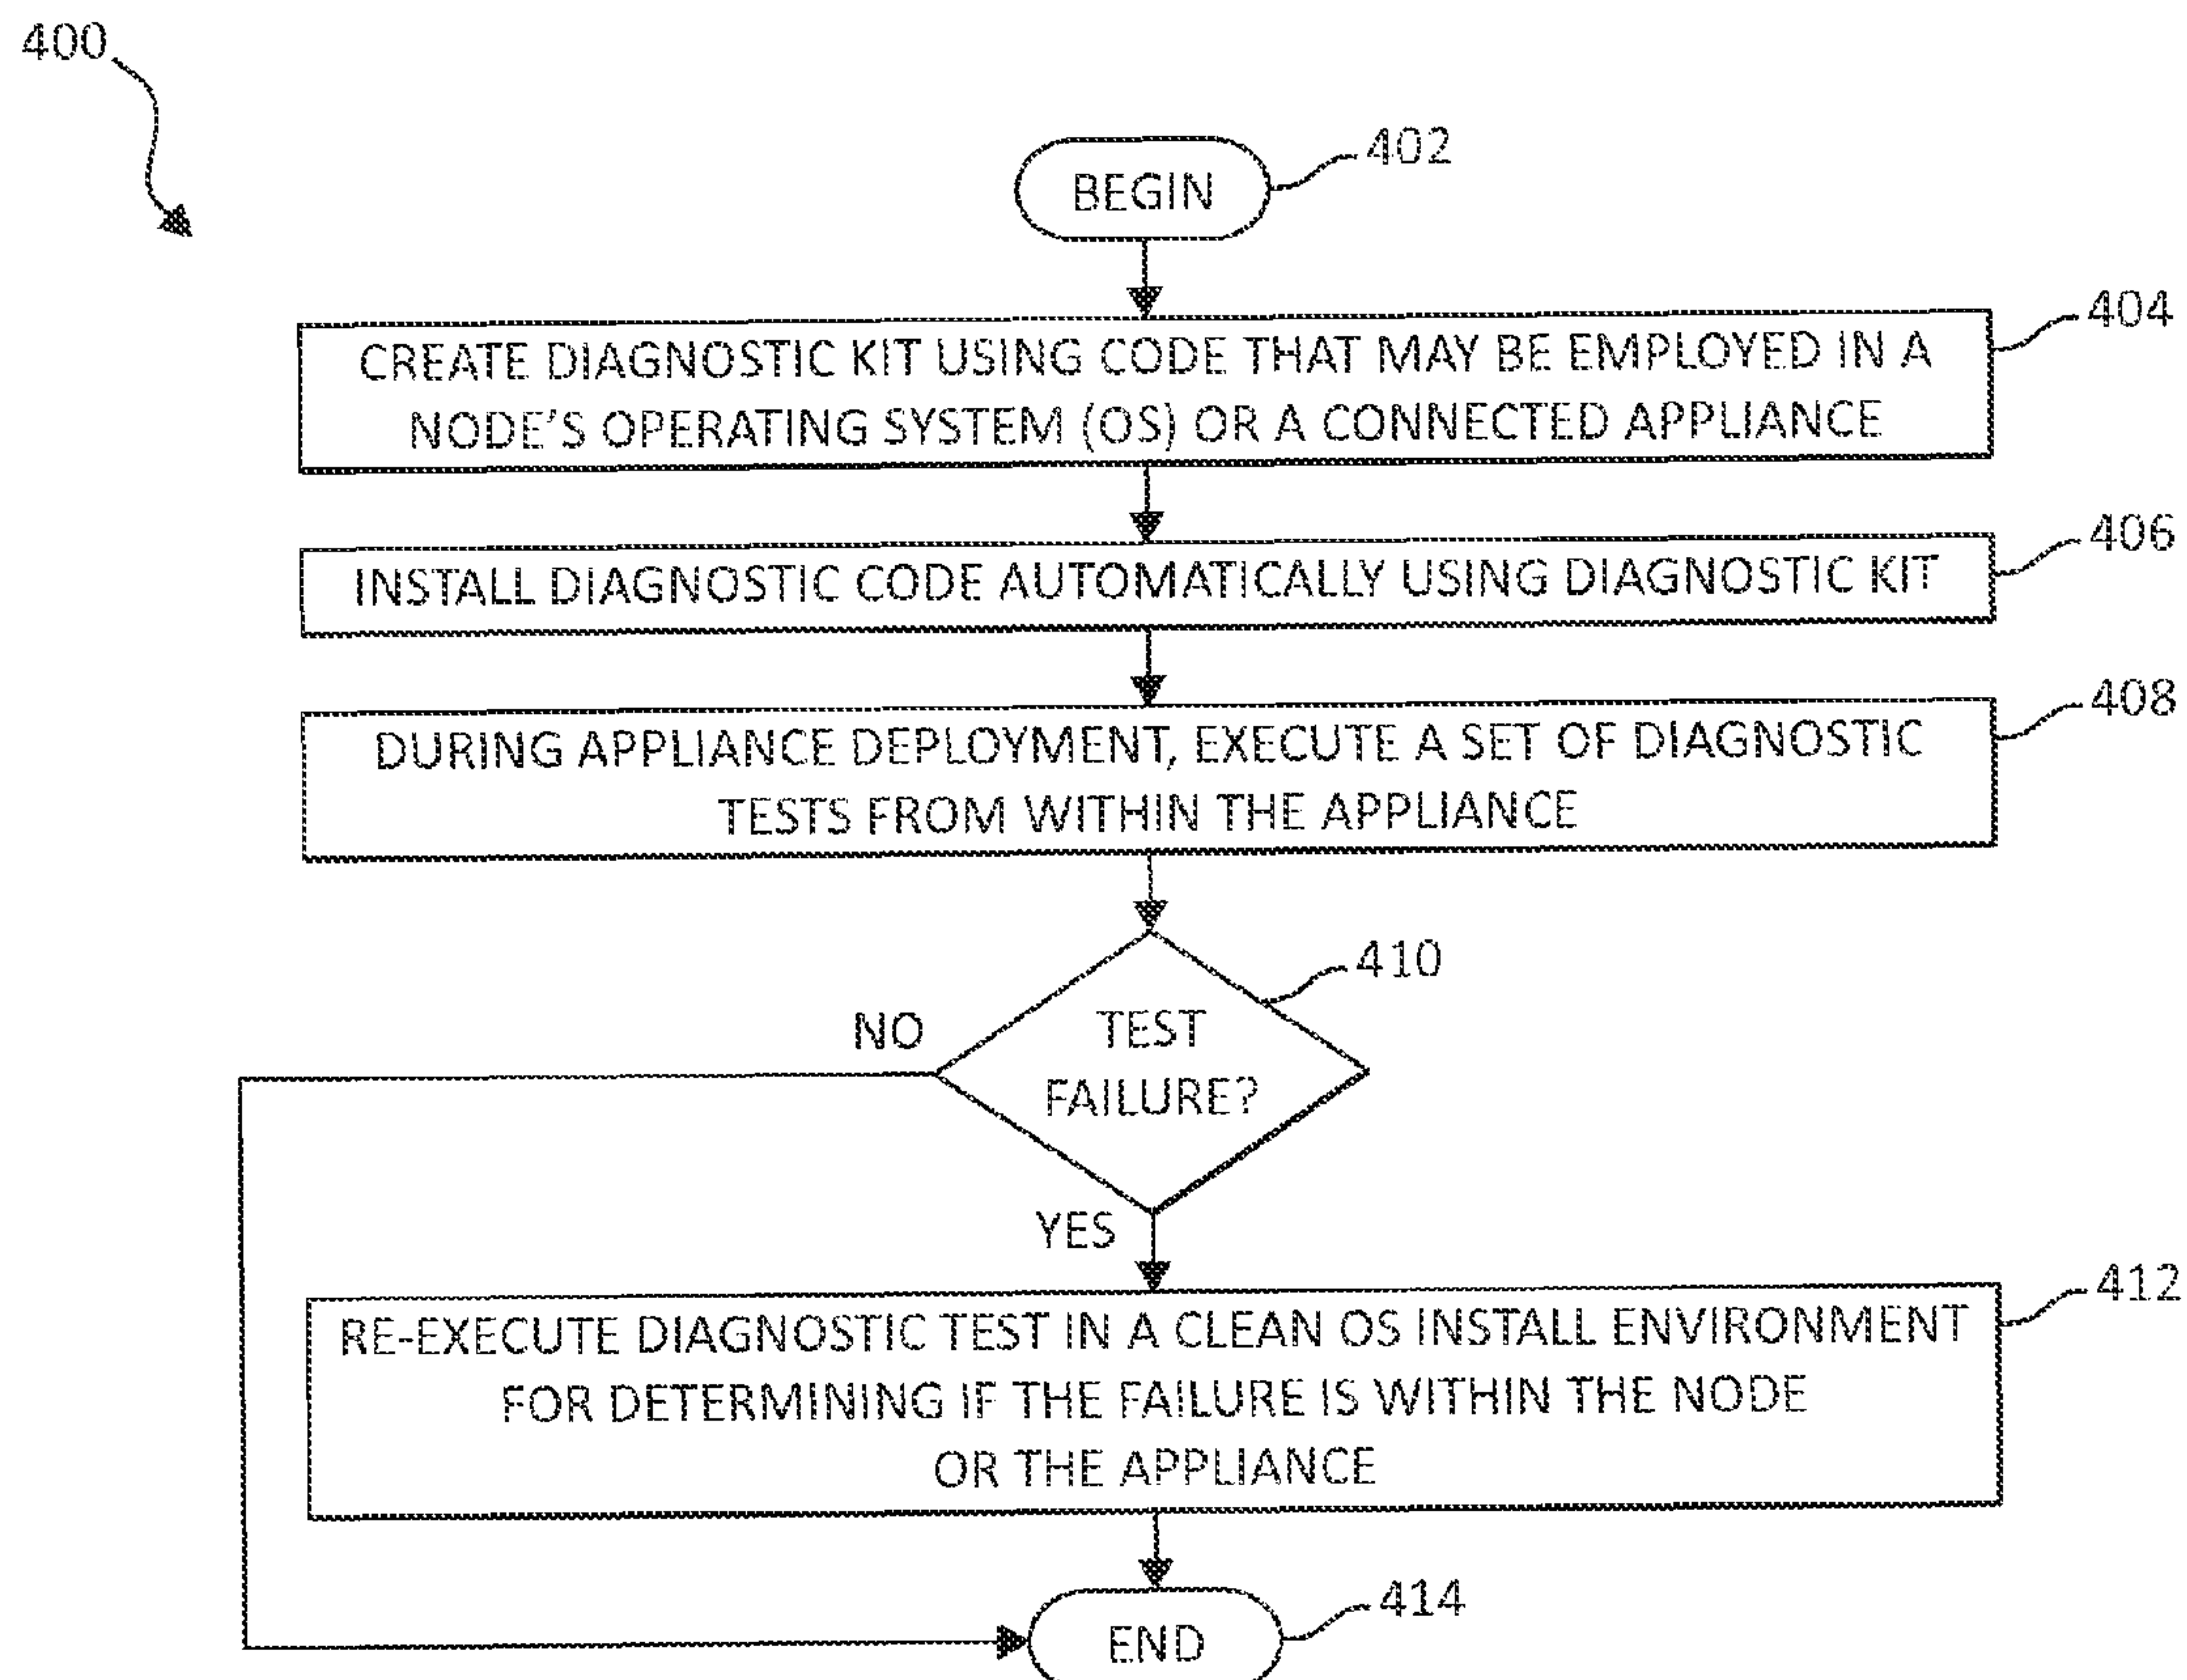 400
BEGIN
402
CREATE DIAGNOSTIC KIT USING CODE THAT MAY BE EMPLOYED IN A
NODE'S OPERATING SYSTEM (OS) OR A CONNECTED APPLIANCE
404
INSTALL DIAGNOSTIC CODE AUTOMATICALLY USING DIAGNOSTIC KIT
406
DURING APPLIANCE DEPLOYMENT, EXECUTE A SET OF DIAGNOSTIC
TESTS FROM WITHIN THE APPLIANCE
408
TEST
FAILURE?
410
NO
YES
RE-EXECUTE DIAGNOSTIC TEST IN A CLEAN OS INSTALL ENVIRONMENT
FOR DETERMINING IF THE FAILURE IS WITHIN THE NODE
OR THE APPLIANCE
412
END
414